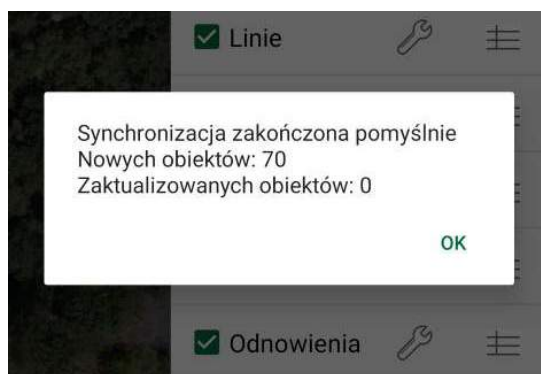 Linie
Synchronizacja zakończona pomyślnie
Nowych obiektów: 70
Zaktualizowanych obiektów: 0
OK
Odnowienia